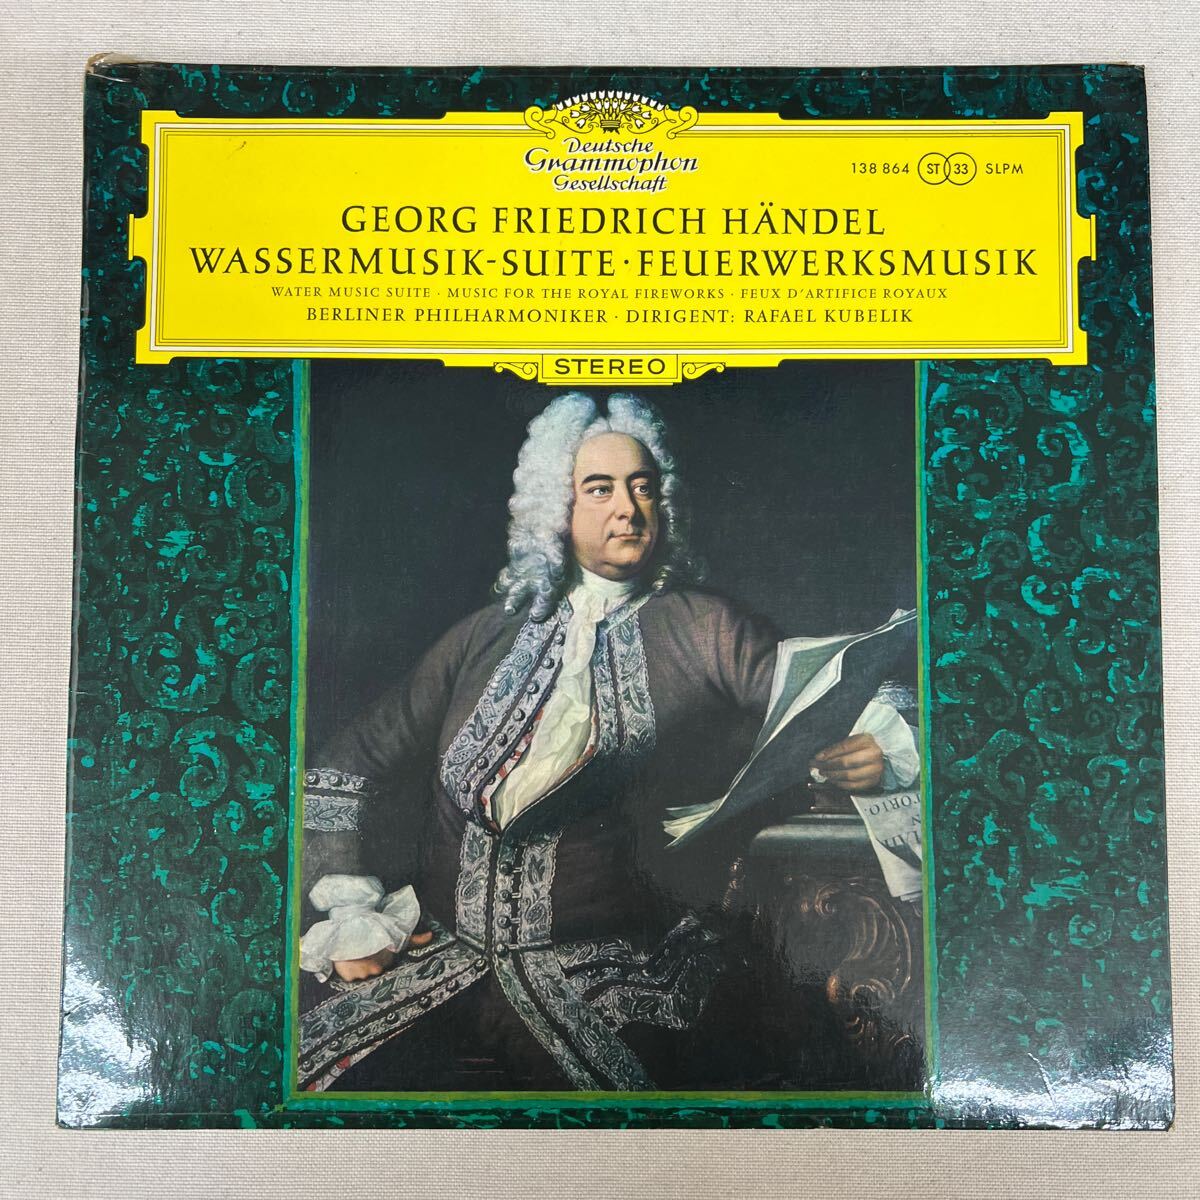 Deutsche
Grammophon
Gesellschaft
138 864 ST 33 SLPM
GEORG FRIEDRICH HÄNDEL
WASSERMUSIK-SUITE · FEUERWERKSMUSIK
WATER MUSIC SUITE · MUSIC FOR THE ROYAL FIREWORKS · FEUX D'ARTIFICE ROYAUX
BERLINER PHILHARMONIKER · DIRIGENT: RAFAEL KUBELIK
STEREO